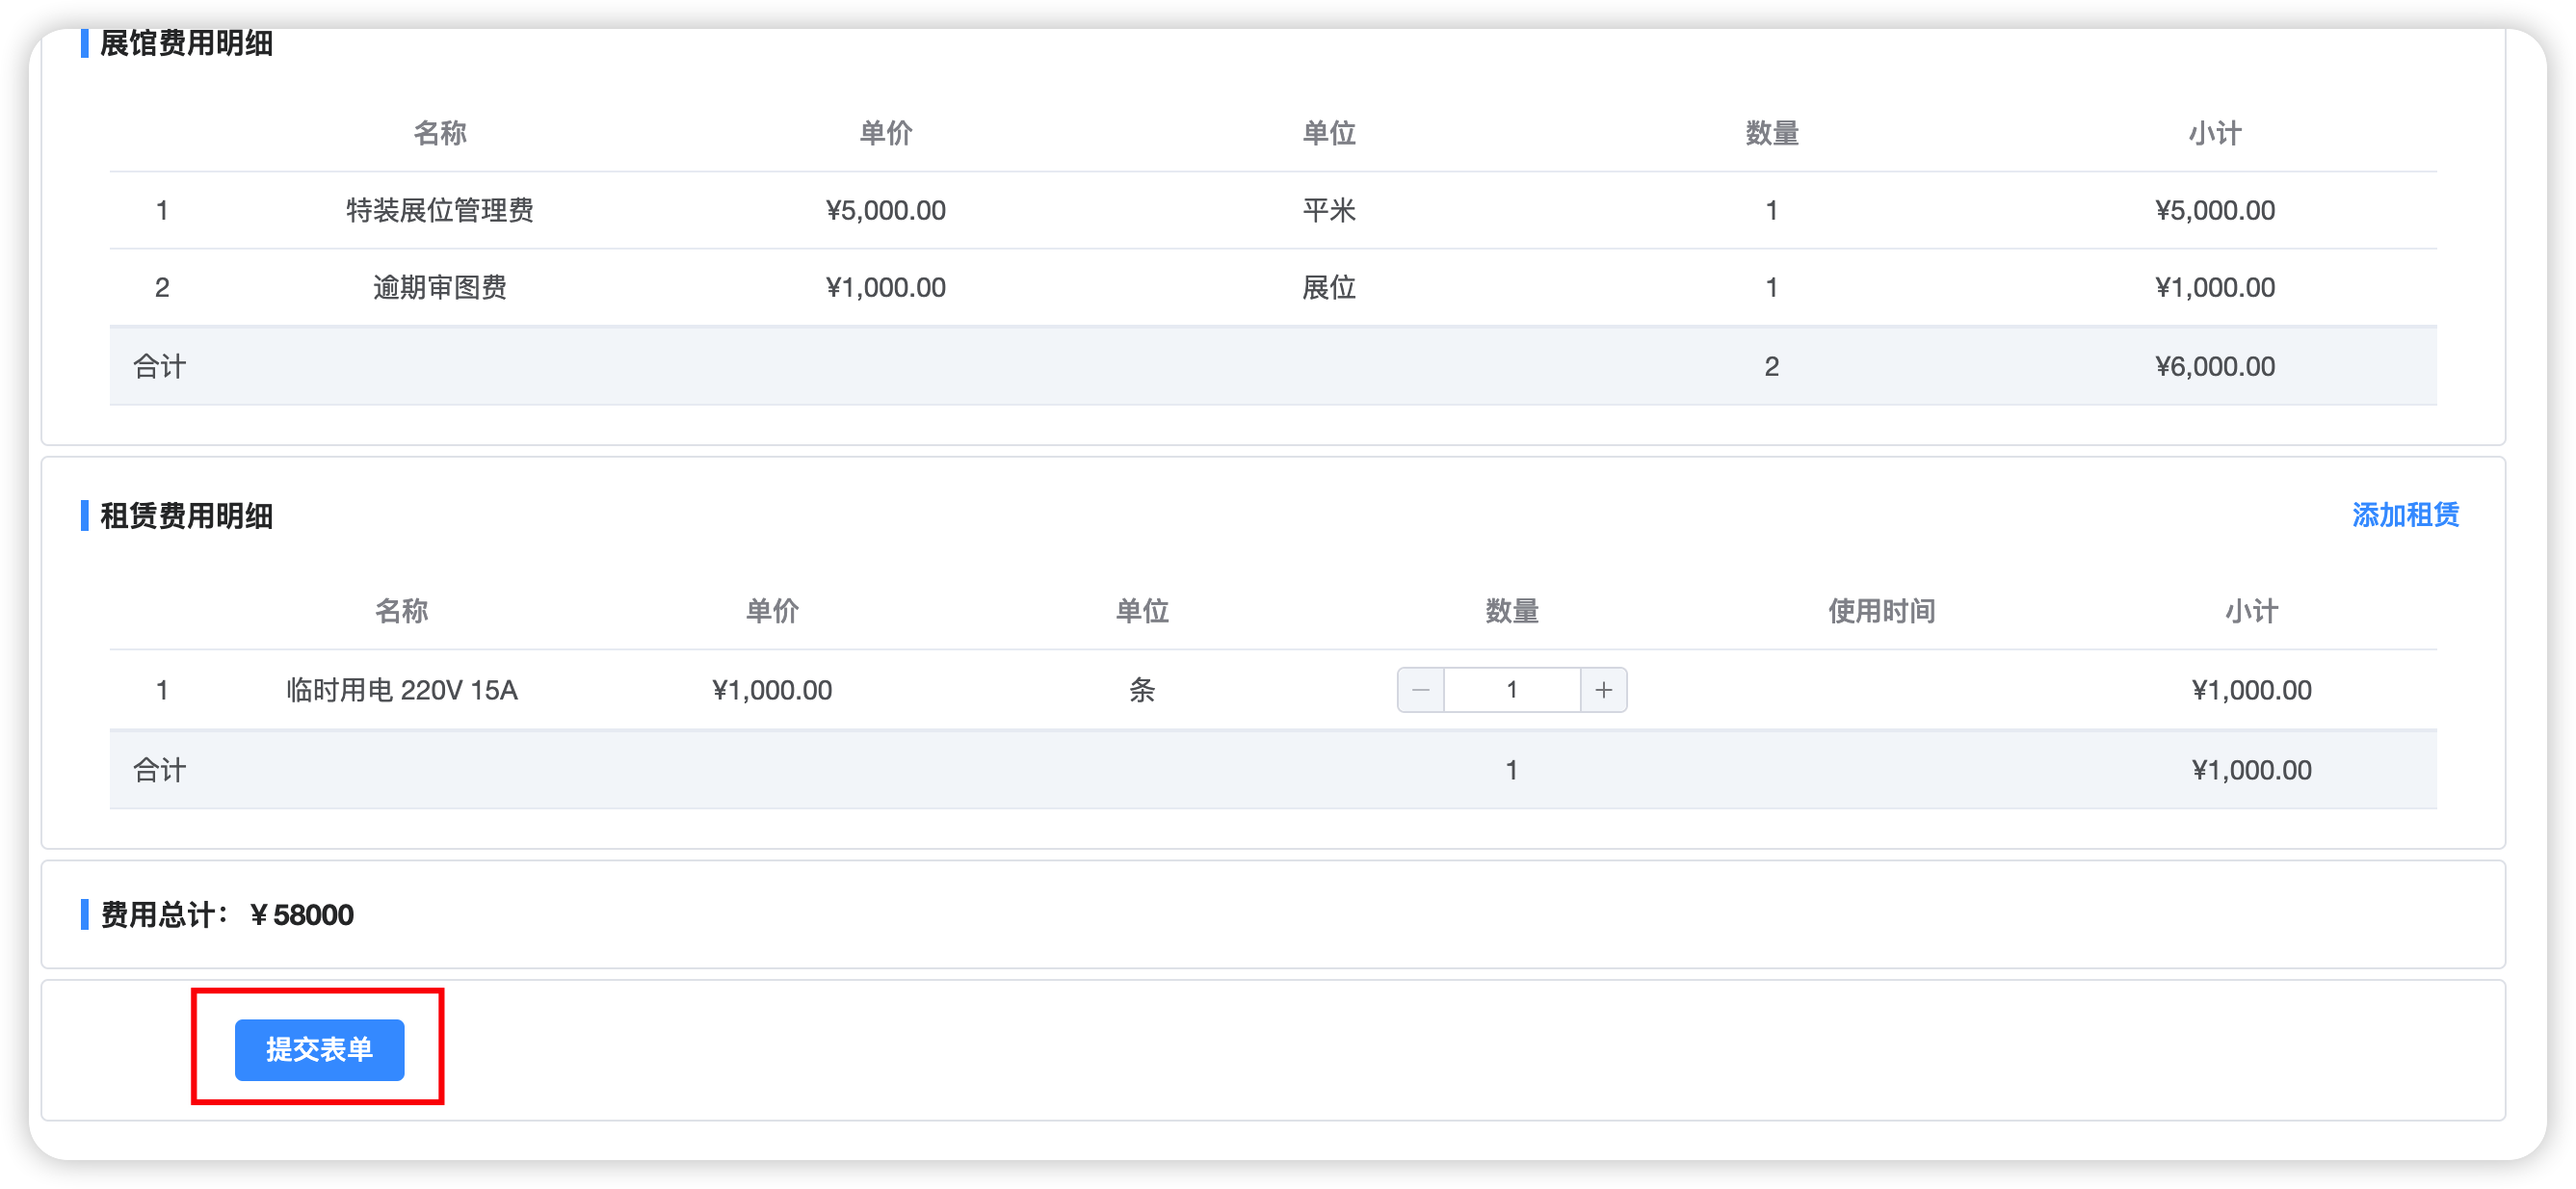 展馆费用明细
名称 单价 单位 数量 小计
1 特装展位管理费 ¥5,000.00 平米 1 ¥5,000.00
2 逾期审图费 ¥1,000.00 展位 1 ¥1,000.00
合计 2 ¥6,000.00
租赁费用明细 添加租赁
名称 单价 单位 数量 使用时间 小计
1 临时用电 220V 15A ¥1,000.00 条 − 1 + ¥1,000.00
合计 1 ¥1,000.00
费用总计：￥58000
提交表单